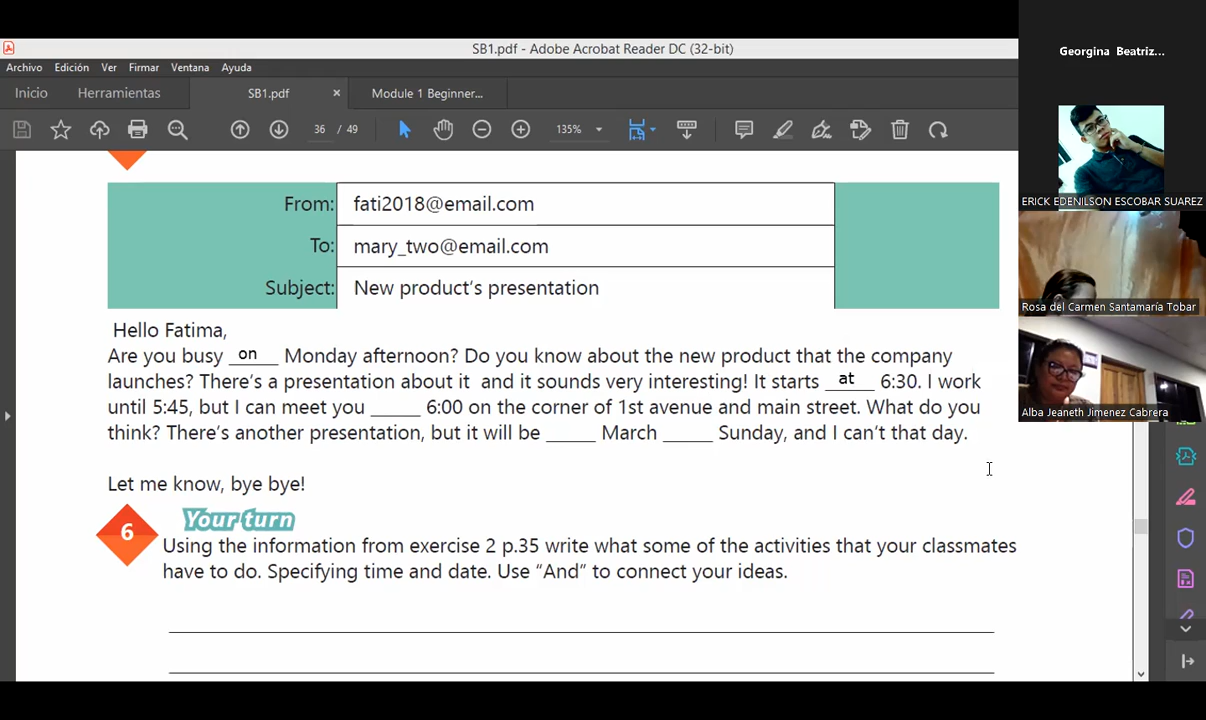 SB1.pdf - Adobe Acrobat Reader DC (32-bit)
Archivo Edición Ver Firmar Ventana Ayuda
Inicio Herramientas SB1.pdf × Module 1 Beginner...
36 / 49 135%
From: fati2018@email.com
To: mary_two@email.com
Subject: New product's presentation
Hello Fatima,
Are you busy on Monday afternoon? Do you know about the new product that the company
launches? There's a presentation about it and it sounds very interesting! It starts at 6:30. I work
until 5:45, but I can meet you _____ 6:00 on the corner of 1st avenue and main street. What do you
think? There's another presentation, but it will be _____ March _____ Sunday, and I can't that day.
Let me know, bye bye!
6 Your turn
Using the information from exercise 2 p.35 write what some of the activities that your classmates
have to do. Specifying time and date. Use “And” to connect your ideas.
Georgina Beatriz...
ERICK EDENILSON ESCOBAR SUAREZ
Rosa del Carmen Santamaría Tobar
Alba Jeaneth Jimenez Cabrera